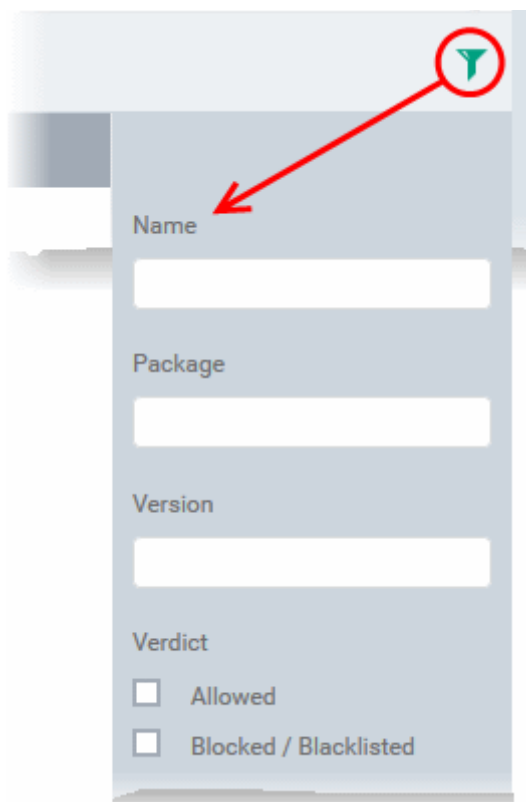 Name
Package
Version
Verdict
Allowed
Blocked / Blacklisted